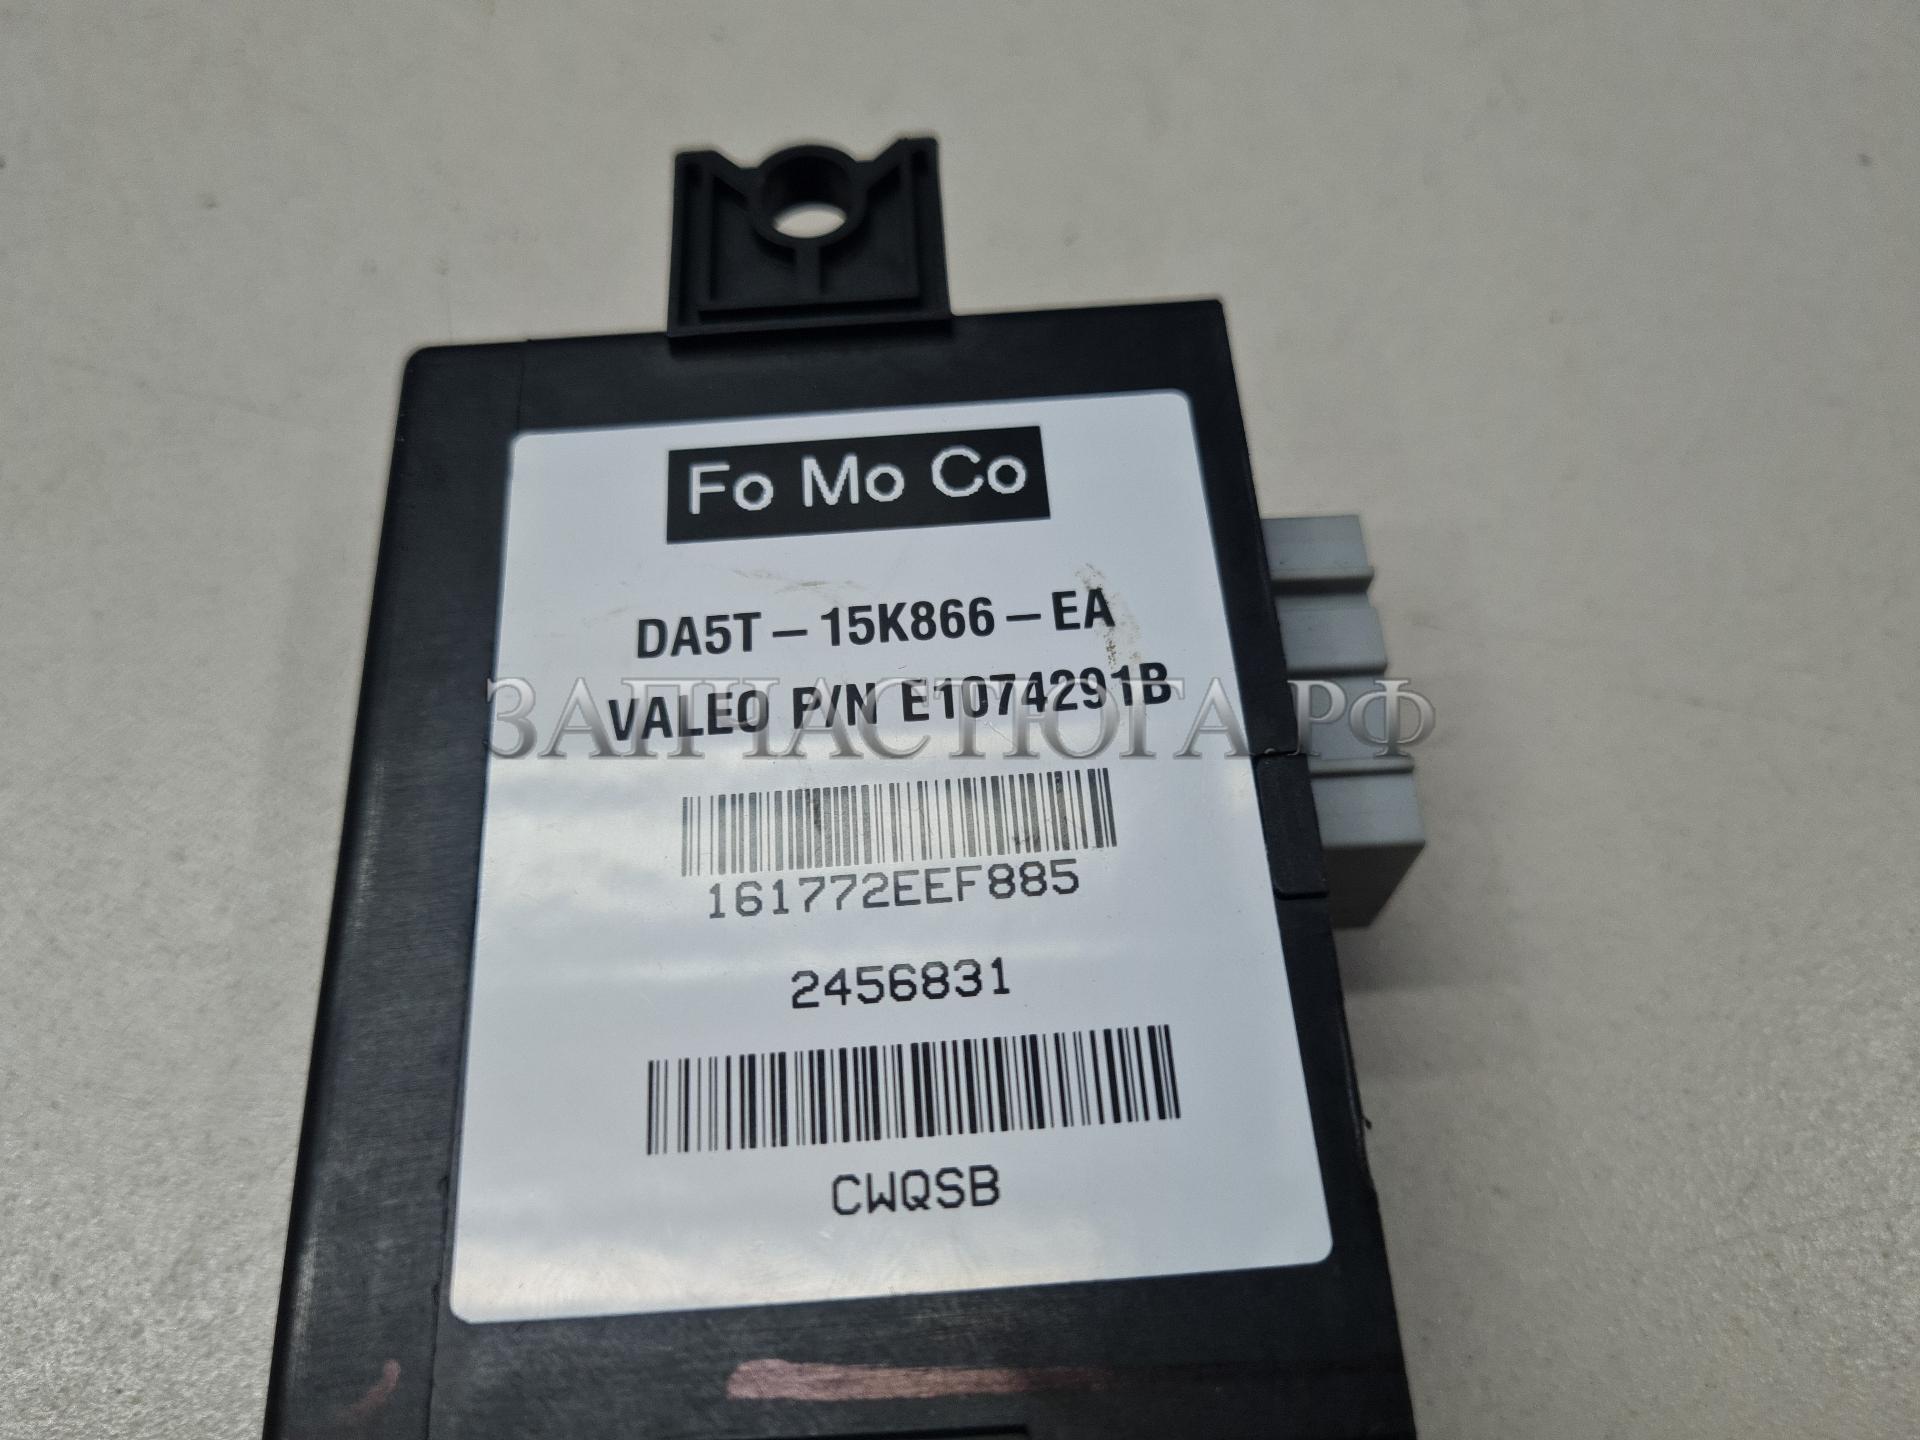 Fo Mo Co
DA5T-15K866-EA
VALEO P/N E1074291B
ЗАПЧАСТЮГА.РФ
161772EEF885
2456831
CWQSB